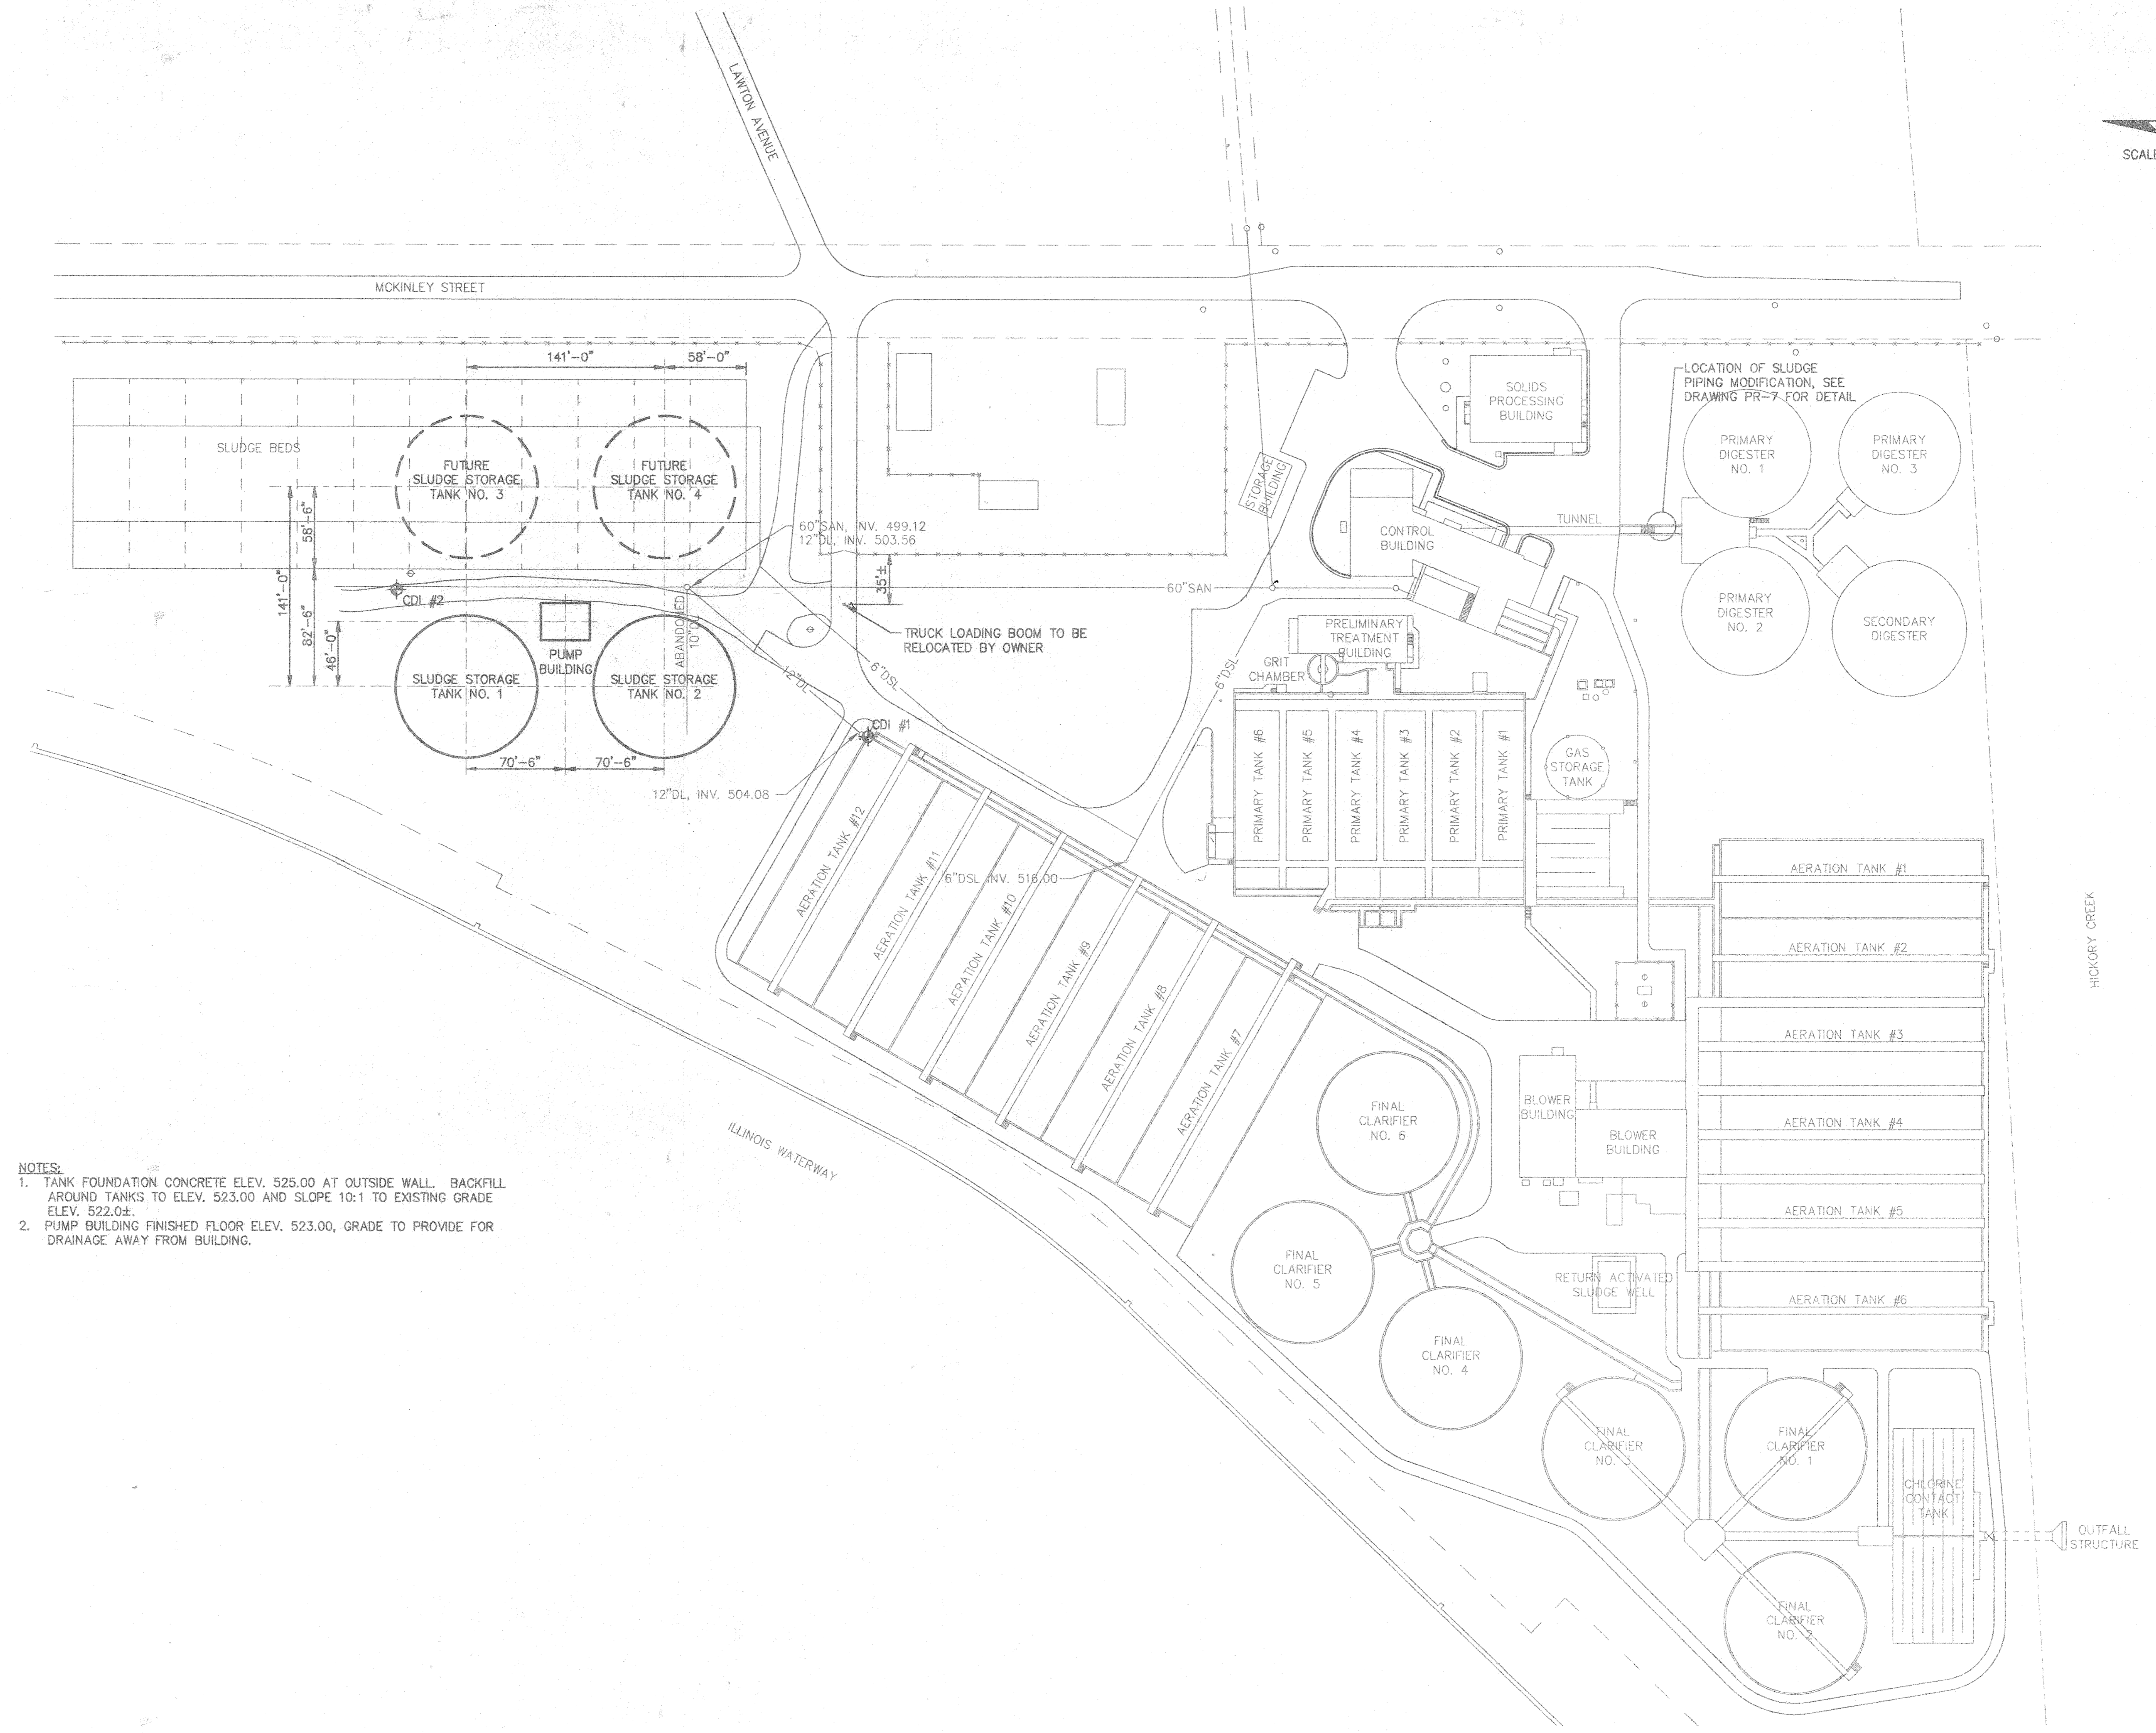 LAWTON AVENUE
SCALE
MCKINLEY STREET
141'-0"
58'-0"
SLUDGE BEDS
FUTURE
SLUDGE STORAGE
TANK NO. 3
FUTURE
SLUDGE STORAGE
TANK NO. 4
141'-0"
58'-6"
82'-6"
46'-0"
CDI #2
PUMP
BUILDING
ABANDONED
SLUDGE STORAGE
TANK NO. 1
SLUDGE STORAGE
TANK NO. 2
70'-6"
70'-6"
60"SAN, INV. 499.12
12"DL, INV. 503.56
35'±
60"SAN
TRUCK LOADING BOOM TO BE
RELOCATED BY OWNER
12"DL
6"DSL
CDI #1
12"DL, INV. 504.08
6"DSL
6"DSL INV. 516.00
STORAGE
BUILDING
SOLIDS
PROCESSING
BUILDING
LOCATION OF SLUDGE
PIPING MODIFICATION, SEE
DRAWING PR-7 FOR DETAIL
CONTROL
BUILDING
TUNNEL
PRIMARY
DIGESTER
NO. 1
PRIMARY
DIGESTER
NO. 3
PRIMARY
DIGESTER
NO. 2
SECONDARY
DIGESTER
PRELIMINARY
TREATMENT
BUILDING
GRIT
CHAMBER
PRIMARY TANK #6
PRIMARY TANK #5
PRIMARY TANK #4
PRIMARY TANK #3
PRIMARY TANK #2
PRIMARY TANK #1
GAS
STORAGE
TANK
AERATION TANK #12
AERATION TANK #11
AERATION TANK #10
AERATION TANK #9
AERATION TANK #8
AERATION TANK #7
AERATION TANK #1
AERATION TANK #2
AERATION TANK #3
AERATION TANK #4
AERATION TANK #5
AERATION TANK #6
HICKORY CREEK
ILLINOIS WATERWAY
BLOWER
BUILDING
BLOWER
BUILDING
FINAL
CLARIFIER
NO. 6
FINAL
CLARIFIER
NO. 5
FINAL
CLARIFIER
NO. 4
RETURN ACTIVATED
SLUDGE WELL
FINAL
CLARIFIER
NO. 3
FINAL
CLARIFIER
NO. 1
FINAL
CLARIFIER
NO. 2
CHLORINE
CONTACT
TANK
OUTFALL
STRUCTURE
NOTES:
1. TANK FOUNDATION CONCRETE ELEV. 525.00 AT OUTSIDE WALL. BACKFILL
AROUND TANKS TO ELEV. 523.00 AND SLOPE 10:1 TO EXISTING GRADE
ELEV. 522.0±.
2. PUMP BUILDING FINISHED FLOOR ELEV. 523.00, GRADE TO PROVIDE FOR
DRAINAGE AWAY FROM BUILDING.